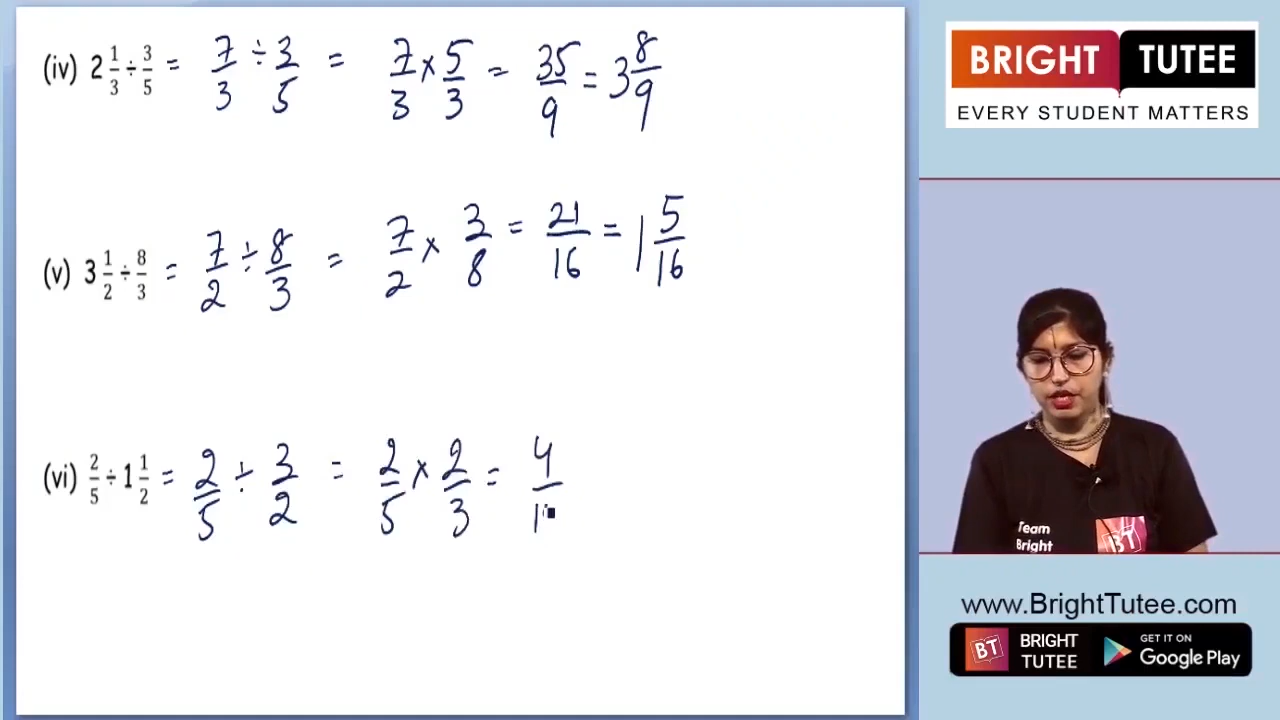 (iv) 2 1/3 ÷ 3/5 = 7/3 ÷ 3/5 = 7/3 × 5/3 = 35/9 = 3 8/9
(v) 3 1/2 ÷ 8/3 = 7/2 ÷ 8/3 = 7/2 × 3/8 = 21/16 = 1 5/16
(vi) 2/5 ÷ 1 1/2 = 2/5 ÷ 3/2 = 2/5 × 2/3 = 4/1
BRIGHT TUTEE
EVERY STUDENT MATTERS
Team
Bright
BT
www.BrightTutee.com
BT BRIGHT TUTEE
GET IT ON
Google Play